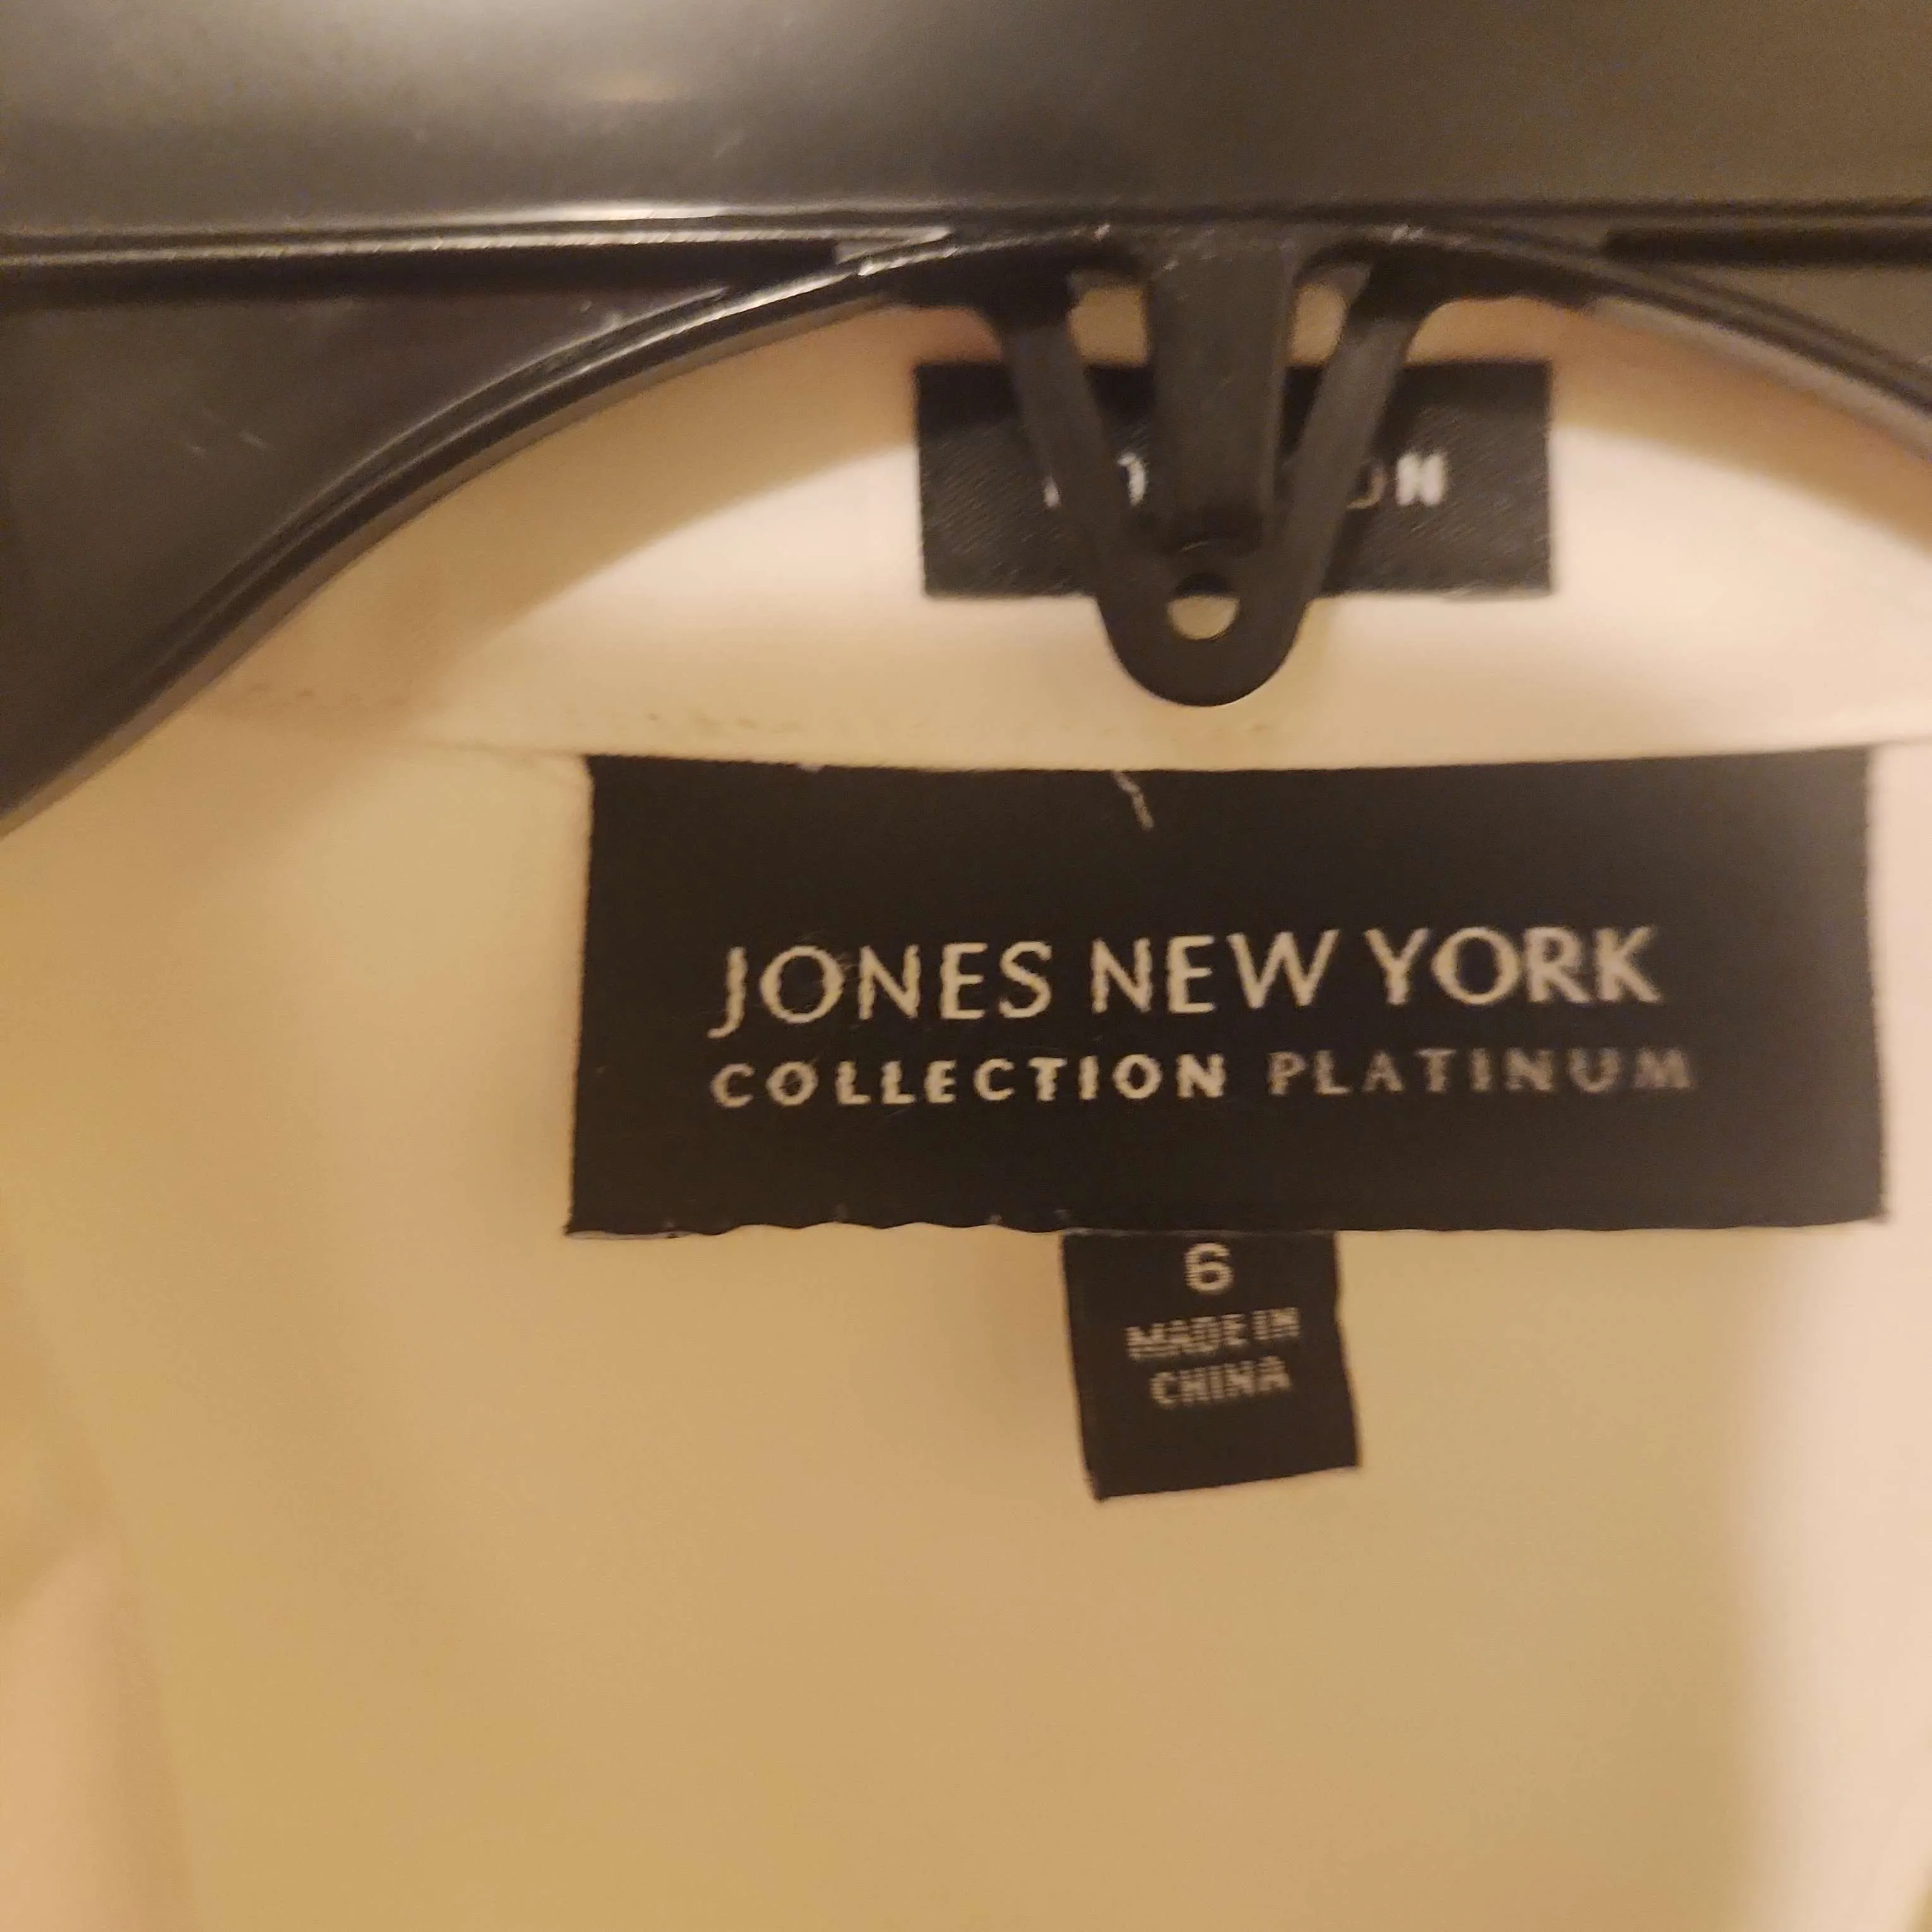 JONES NEW YORK
COLLECTION PLATINUM
6
MADE IN
CHINA